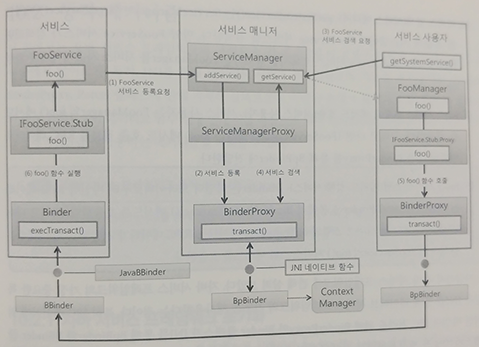 서비스
서비스 매니저
서비스 사용자
(3) FooService
서비스 검색 요청
FooService
foo()
(1) FooService
서비스 등록요청
ServiceManager
addService()
getService()
getSystemService()
FooManager
foo()
IFooService.Stub
foo()
ServiceManagerProxy
IFooService.Stub.Proxy
foo()
(6) foo() 함수 실행
(2) 서비스 등록
(4) 서비스 검색
(5) foo() 함수 호출
Binder
execTransact()
BinderProxy
transact()
BinderProxy
transact()
JavaBBinder
JNI 네이티브 함수
BBinder
BpBinder
Context
Manager
BpBinder